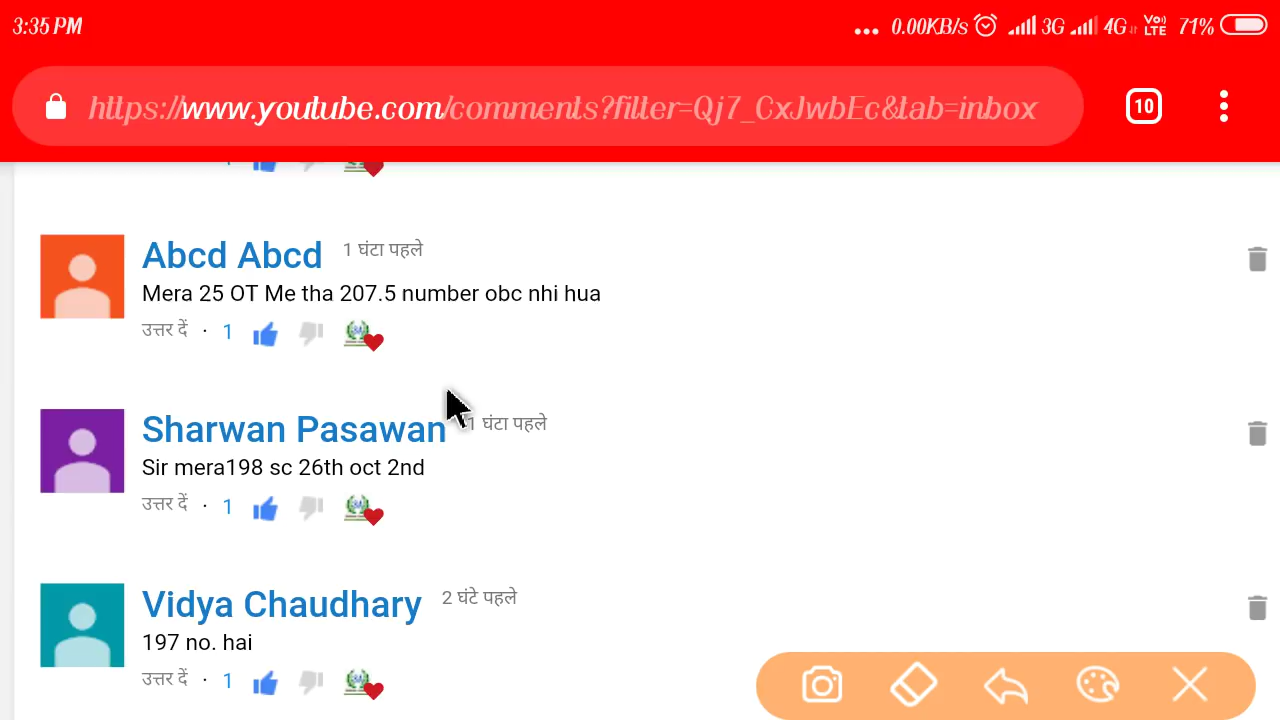 3:35 PM
... 0.00KB/s 3G 4G VoLTE 71%
https://www.youtube.com/comments?filter=Qj7_CxJwbEc&tab=inbox
10
Abcd Abcd 1 घंटा पहले
Mera 25 OT Me tha 207.5 number obc nhi hua
उत्तर दें · 1
Sharwan Pasawan 1 घंटा पहले
Sir mera198 sc 26th oct 2nd
उत्तर दें · 1
Vidya Chaudhary 2 घंटे पहले
197 no. hai
उत्तर दें · 1